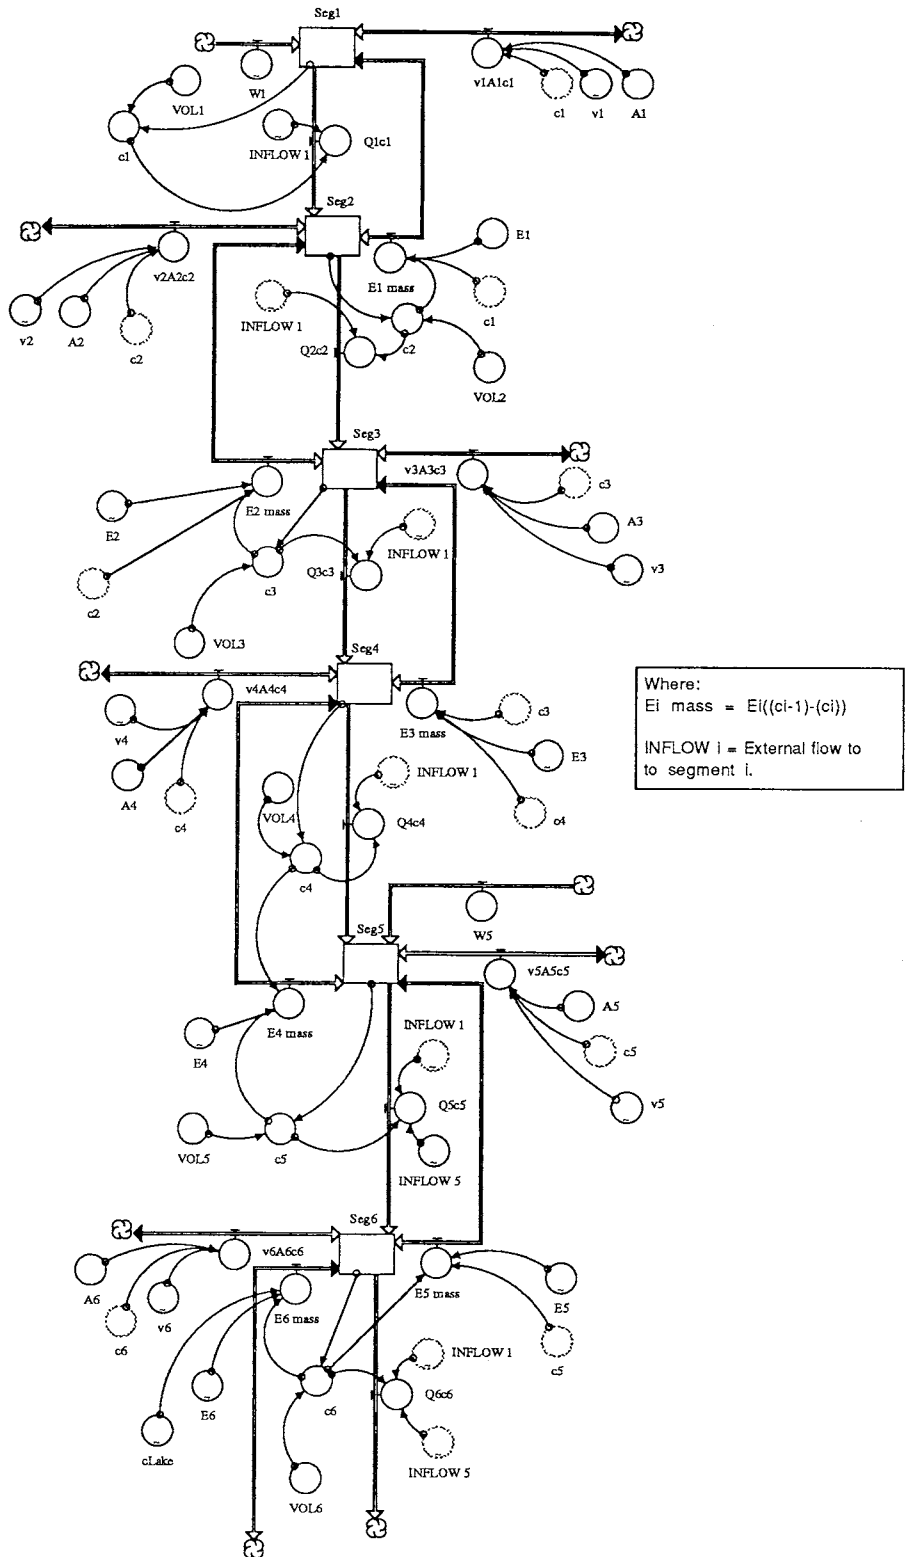 Seg1
W1
v1A1c1
c1
v1
A1
VOL1
c1
INFLOW 1
Q1c1
Seg2
E1
v2A2c2
E1 mass
c1
v2
A2
c2
INFLOW 1
Q2c2
c2
VOL2
Seg3
v3A3c3
c3
E2 mass
E2
A3
INFLOW 1
c2
c3
Q3c3
v3
VOL3
Seg4
v4A4c4
c3
v4
E3 mass
E3
A4
c4
INFLOW 1
VOL4
Q4c4
c4
c4
Where:
Ei mass = Ei((ci-1)-(ci))
INFLOW i = External flow to
to segment i.
W5
Seg5
v5A5c5
A5
E4 mass
E4
INFLOW 1
c5
Q5c5
v5
VOL5
c5
INFLOW 5
Seg6
v6A6c6
A6
E5 mass
E5
c6
v6
E6 mass
INFLOW 1
c5
E6
c6
Q6c6
cLake
INFLOW 5
VOL6